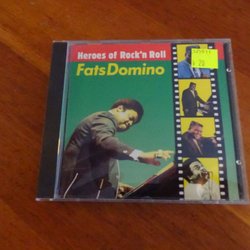 Heroes of Rock'n Roll
Fats Domino